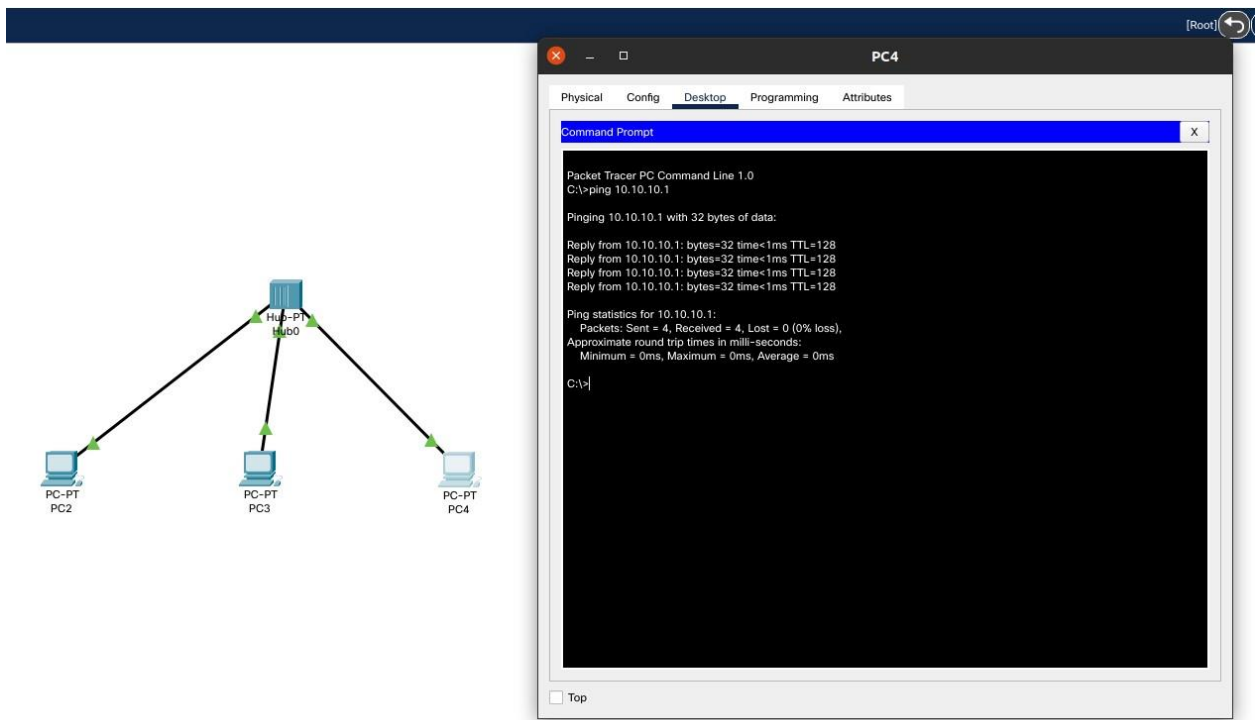 [Root]
PC4
Physical Config Desktop Programming Attributes
Command Prompt X
Packet Tracer PC Command Line 1.0
C:\>ping 10.10.10.1
Pinging 10.10.10.1 with 32 bytes of data:
Reply from 10.10.10.1: bytes=32 time<1ms TTL=128
Reply from 10.10.10.1: bytes=32 time<1ms TTL=128
Reply from 10.10.10.1: bytes=32 time<1ms TTL=128
Reply from 10.10.10.1: bytes=32 time<1ms TTL=128
Ping statistics for 10.10.10.1:
Packets: Sent = 4, Received = 4, Lost = 0 (0% loss),
Approximate round trip times in milli-seconds:
Minimum = 0ms, Maximum = 0ms, Average = 0ms
C:\>
Top
Hub-PT
Hub0
PC-PT
PC2
PC-PT
PC3
PC-PT
PC4